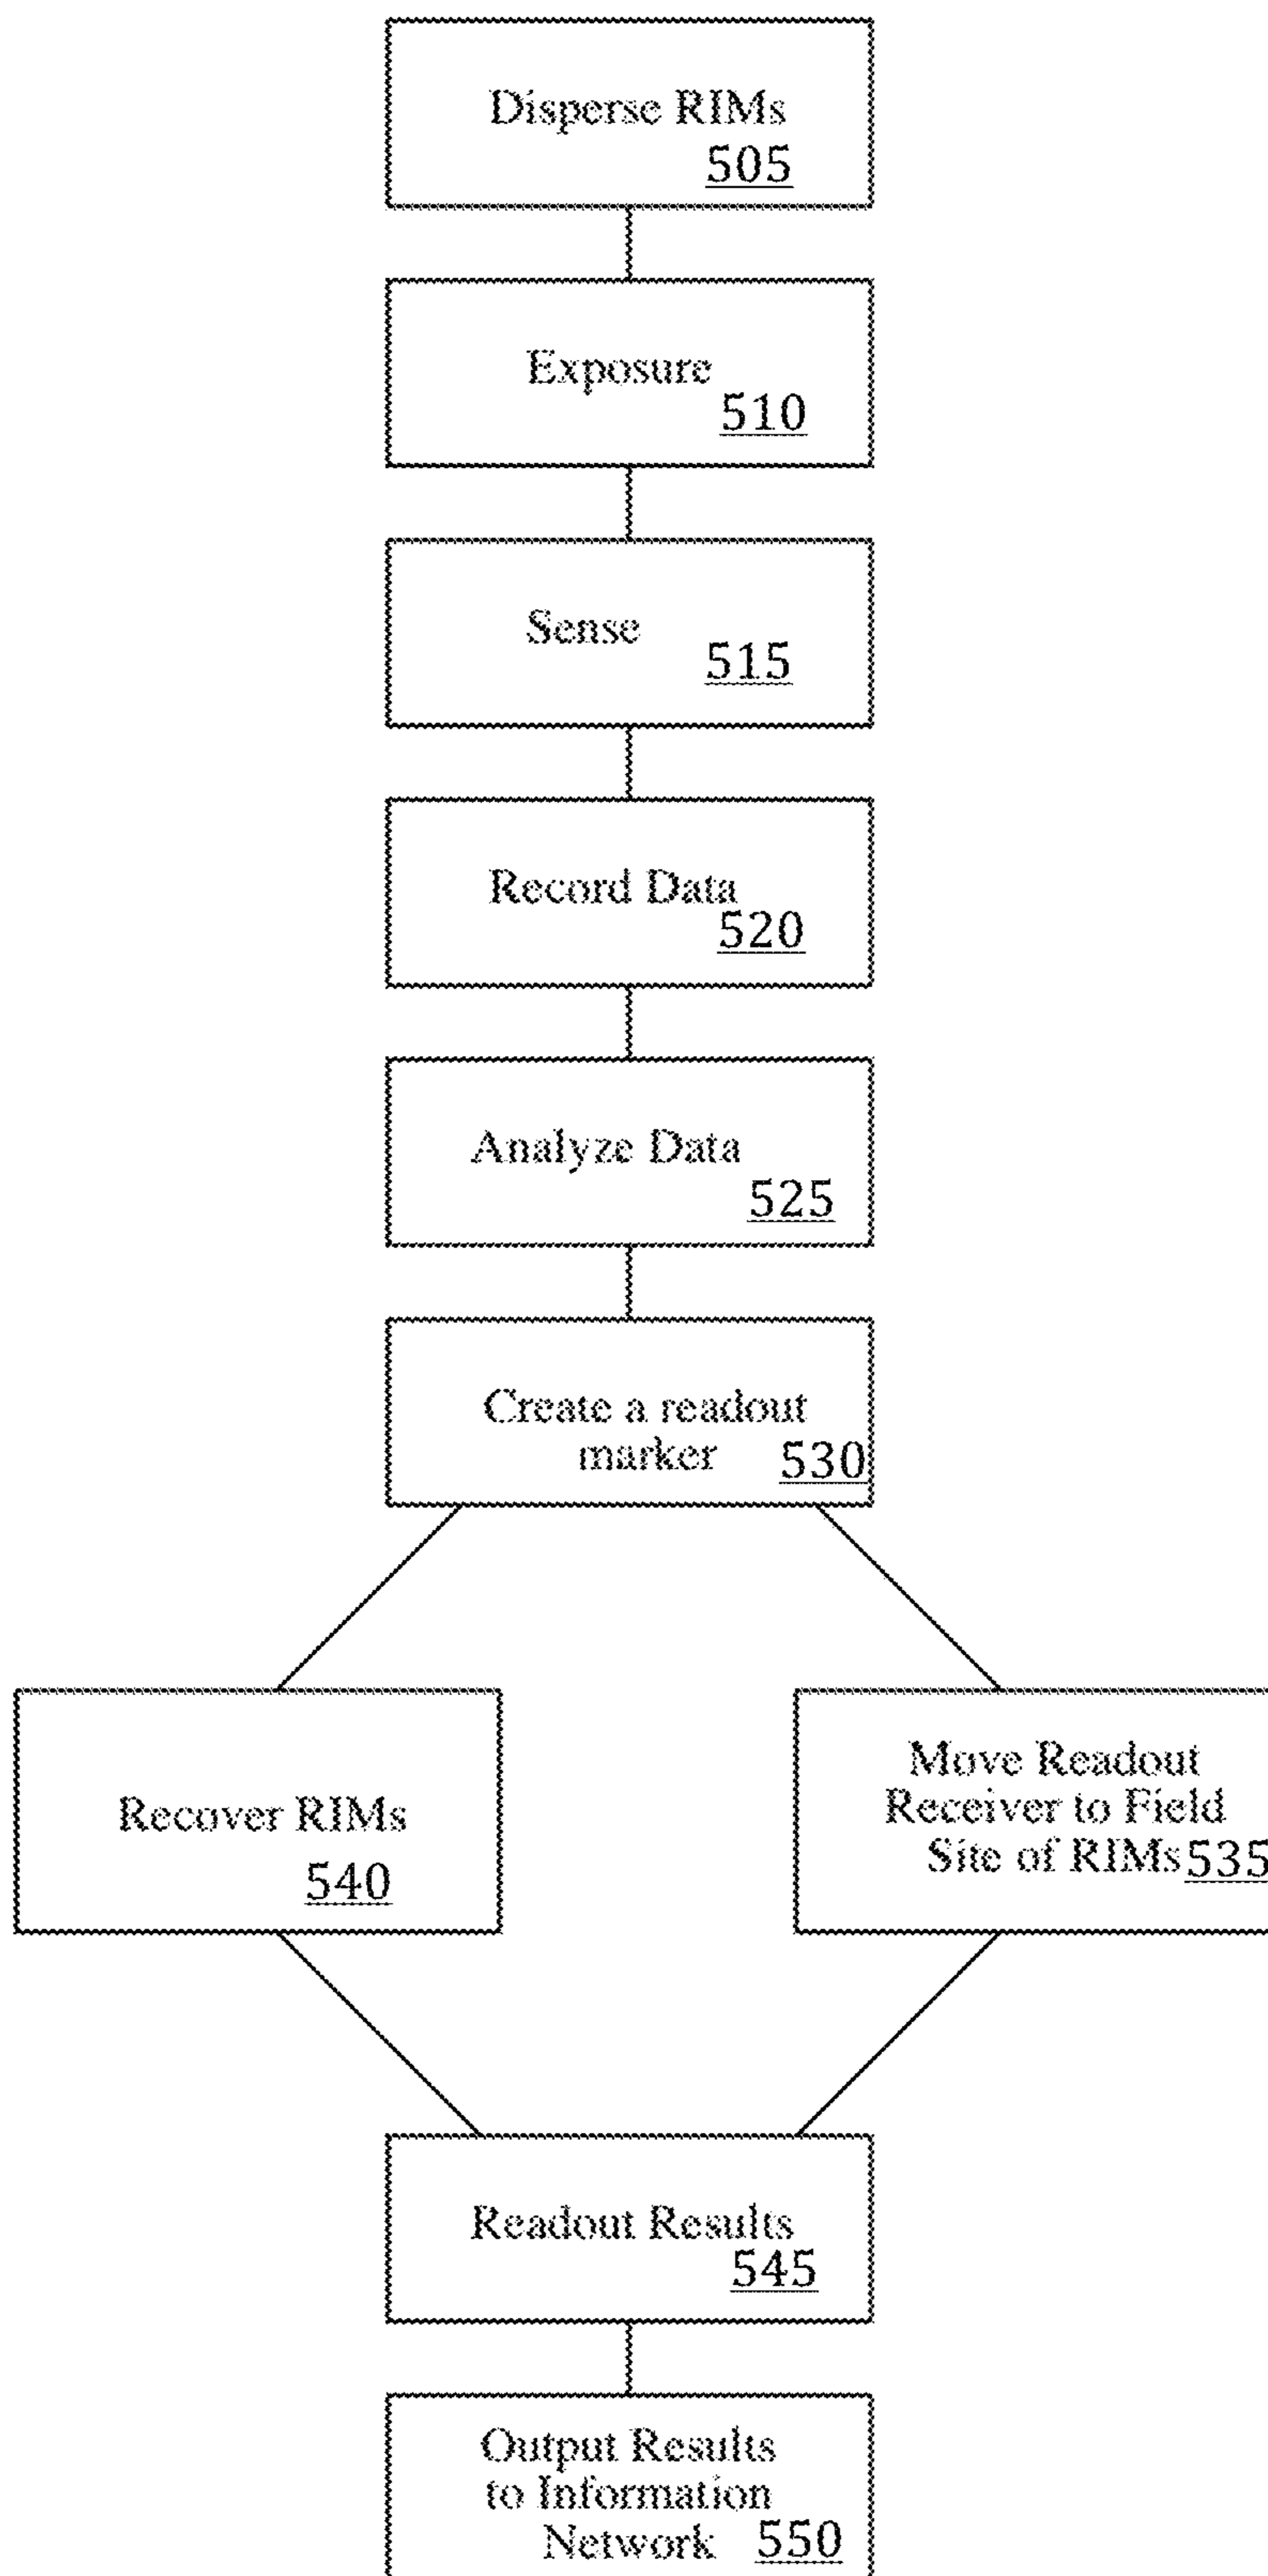 Disperse RIMs
505
Exposure
510
Sense
515
Record Data
520
Analyze Data
525
Create a readout
marker 530
Recover RIMs
540
Move Readout
Receiver to Field
Site of RIMs 535
Readout Results
545
Output Results
to Information
Network 550